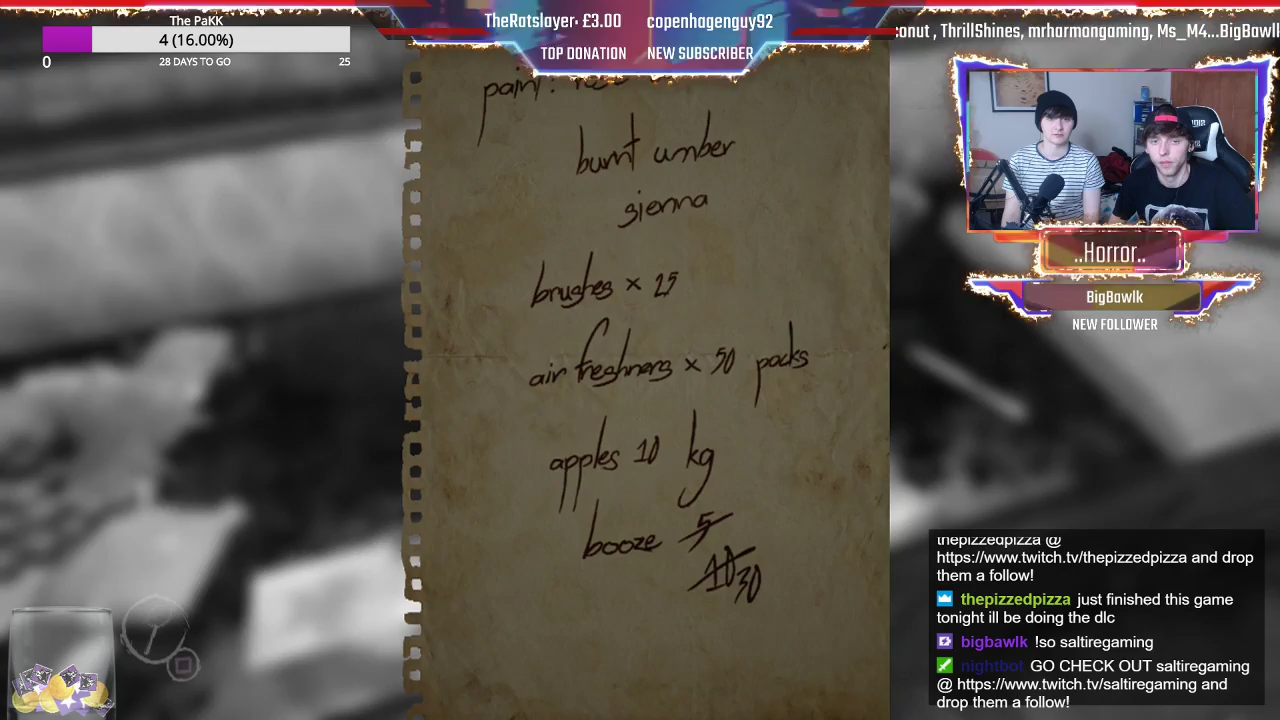 The PaKK
4 (16.00%)
0
28 DAYS TO GO
25
TheRatslayer: £3.00
TOP DONATION
copenhagenguy92
NEW SUBSCRIBER
conut , ThrillShines, mrharmongaming, Ms_M4...BigBawlk
paint: red
burnt umber
sienna
brushes x 25
air freshners x 50 packs
apples 10 kg
booze 5
10 30
..Horror..
BigBawlk
NEW FOLLOWER
thepizzedpizza @
https://www.twitch.tv/thepizzedpizza and drop
them a follow!
thepizzedpizza just finished this game
tonight ill be doing the dlc
bigbawlk !so saltiregaming
nightbot GO CHECK OUT saltiregaming
@ https://www.twitch.tv/saltiregaming and
drop them a follow!